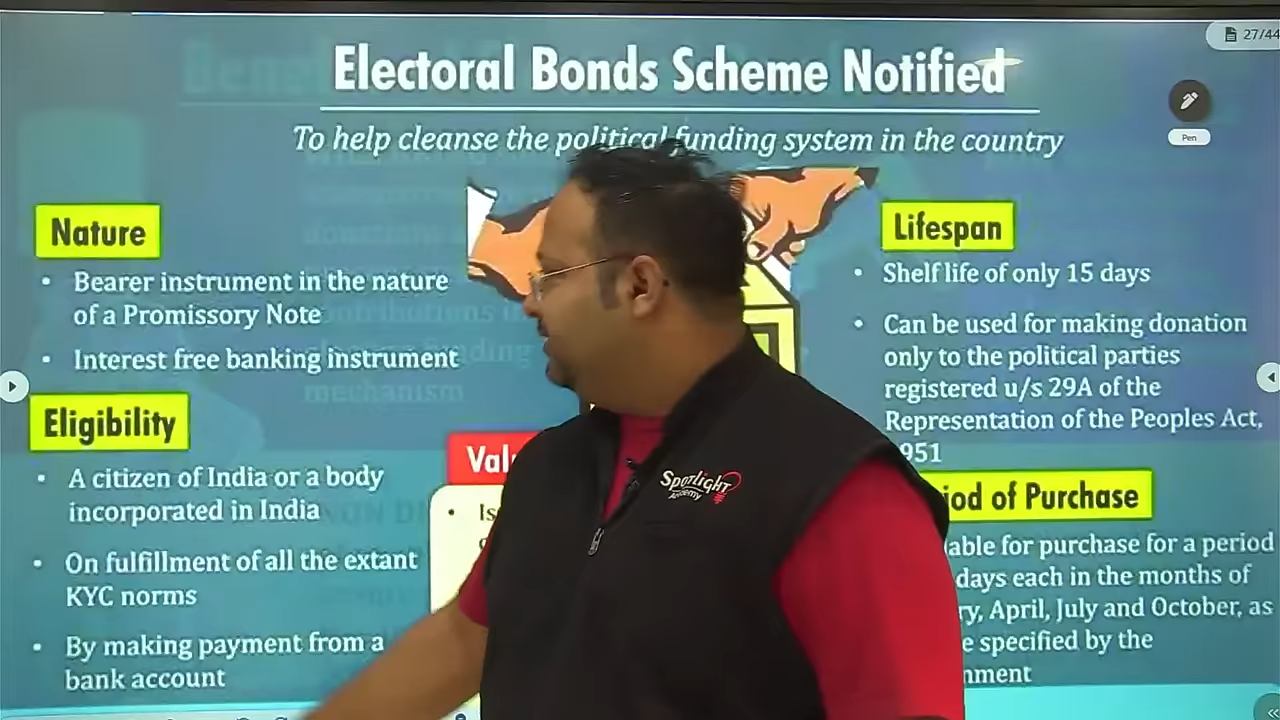 Electoral Bonds Scheme Notified
27/44
Pen
To help cleanse the political funding system in the country
Nature
• Bearer instrument in the nature
of a Promissory Note
• Interest free banking instrument
Eligibility
• A citizen of India or a body
incorporated in India
• On fulfillment of all the extant
KYC norms
• By making payment from a
bank account
Spotlight
Academy
Lifespan
• Shelf life of only 15 days
• Can be used for making donation
only to the political parties
registered u/s 29A of the
Representation of the Peoples Act,
951
of Purchase
for purchase for a period
days each in the months of
April, July and October, as
specified by the